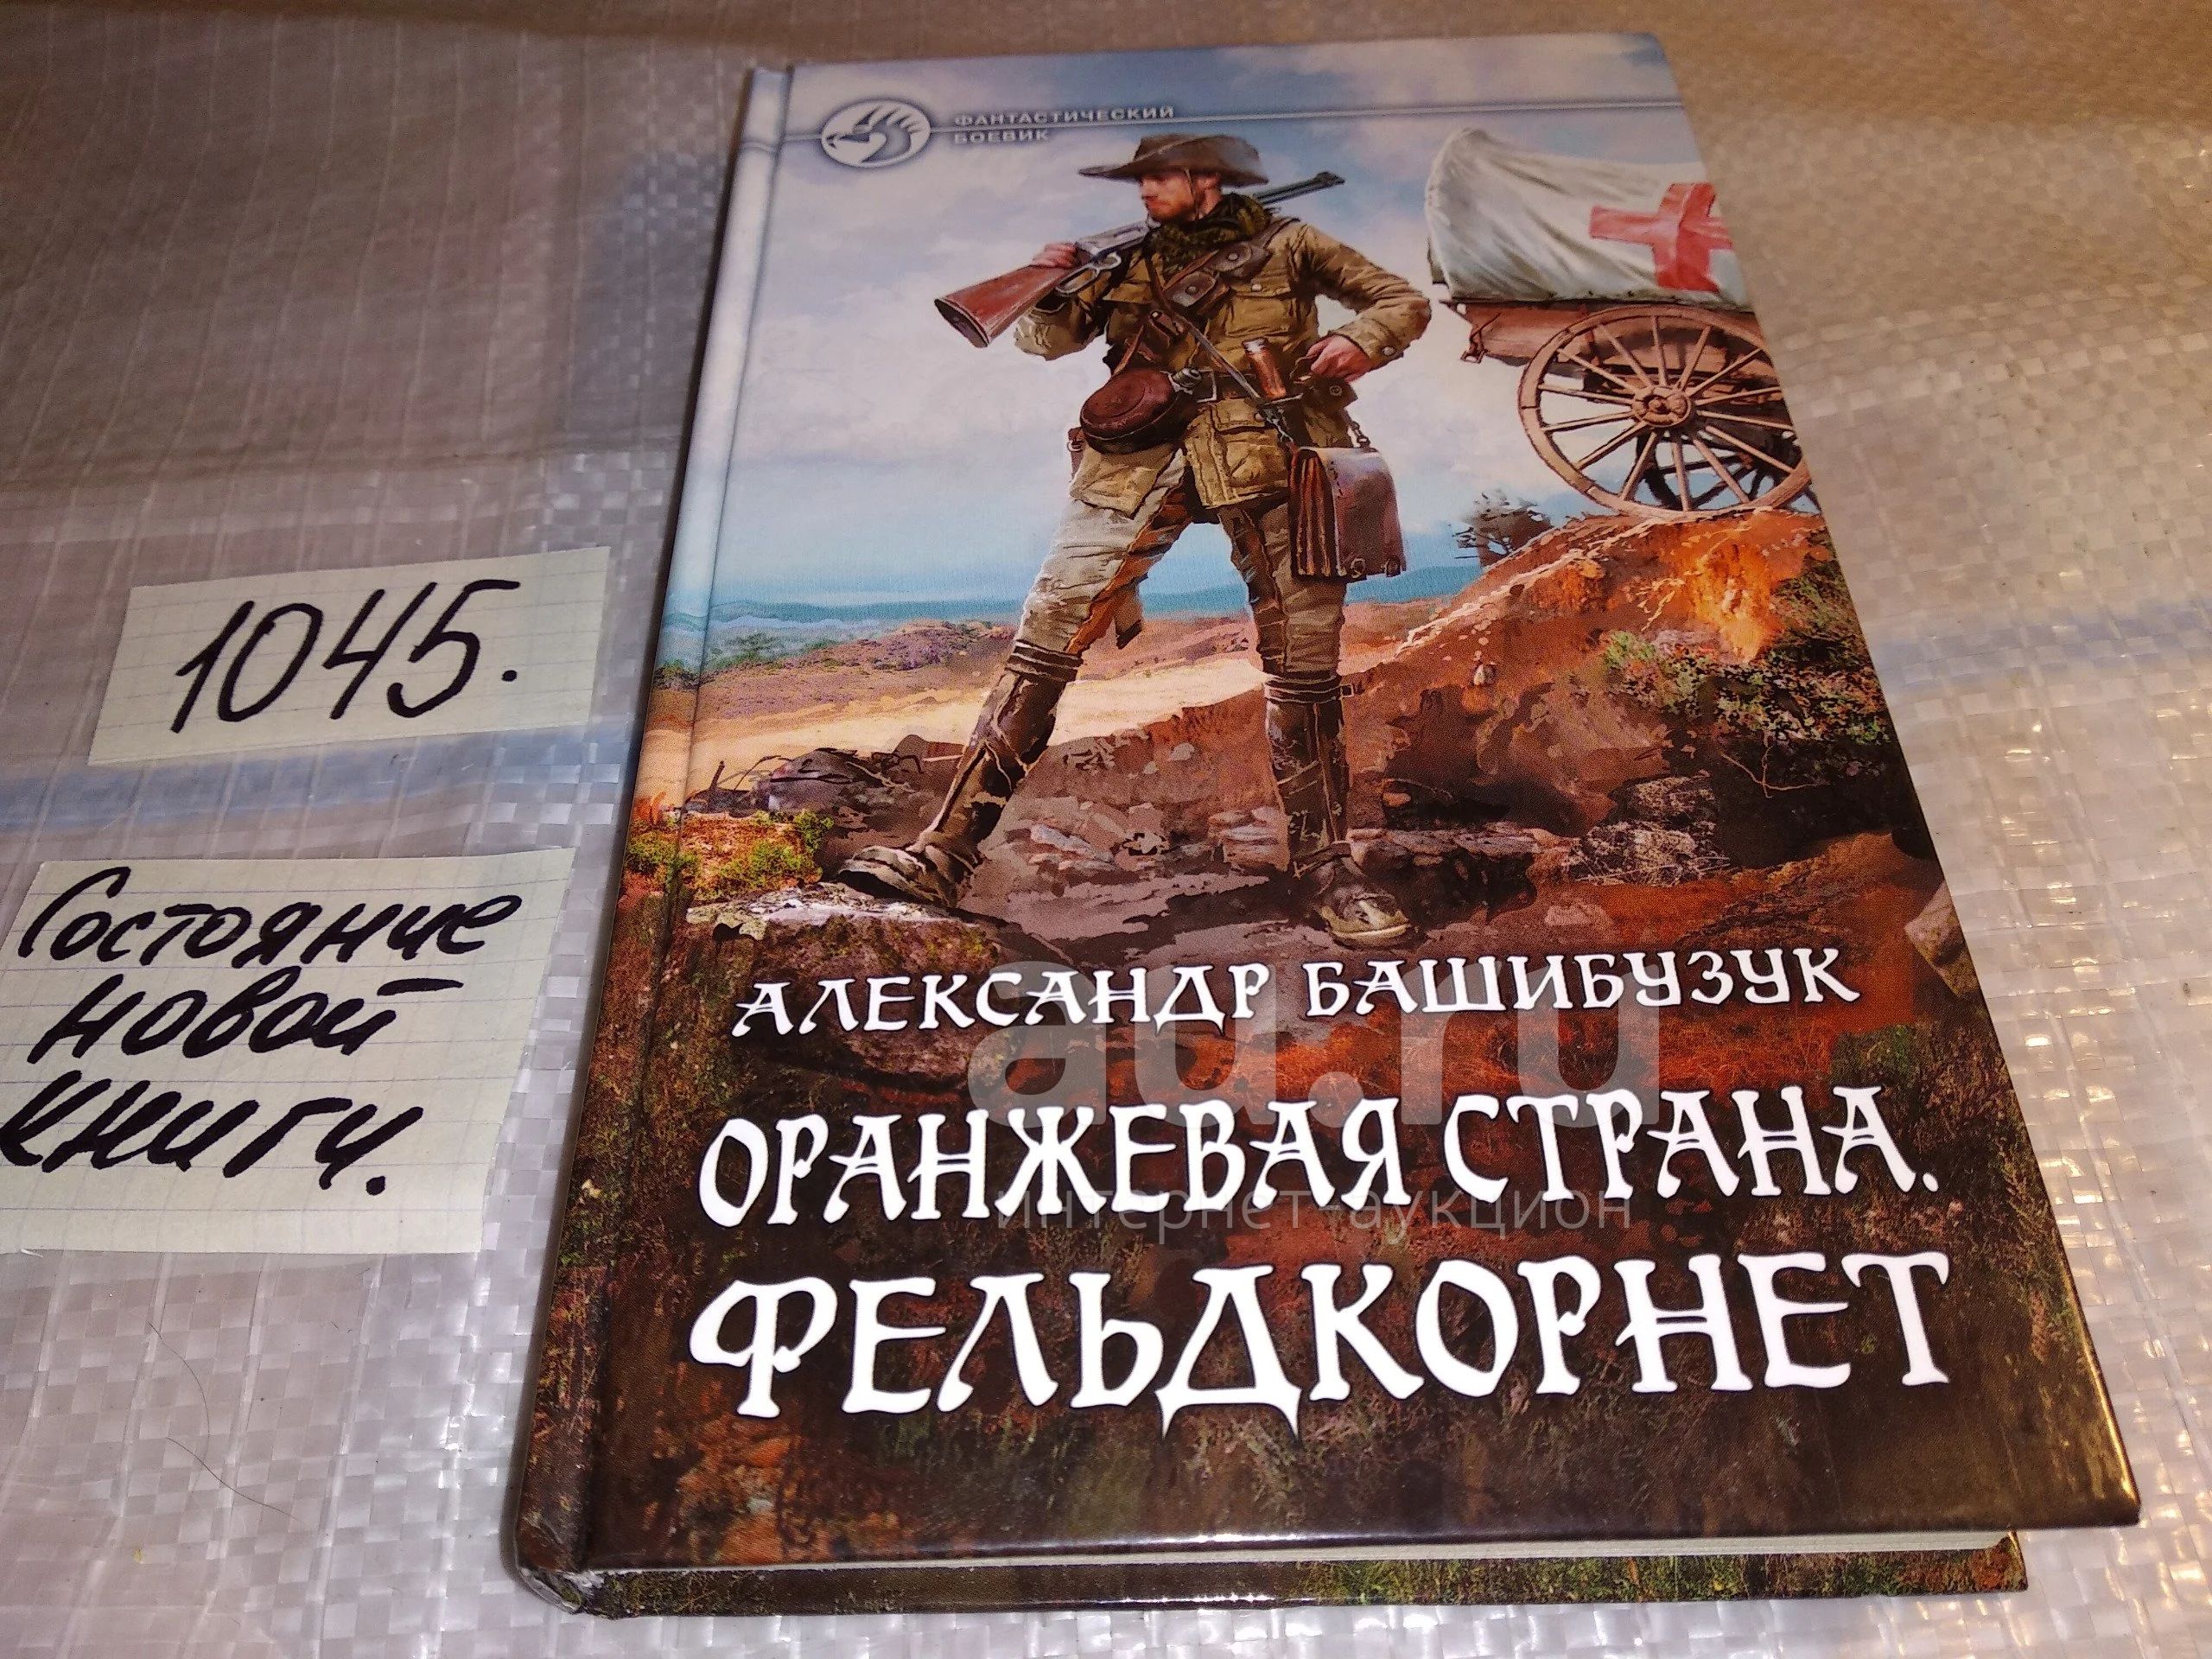 ФАНТАСТИЧЕСКИЙ
БОЕВИК
1045.
Состояние
новой
книги.
АЛЕКСАНДР БАШИБУЗУК
au.ru
ОРАНЖЕВАЯ СТРАНА.
интернет-аукцион
ФЕЛЬДКОРНЕТ